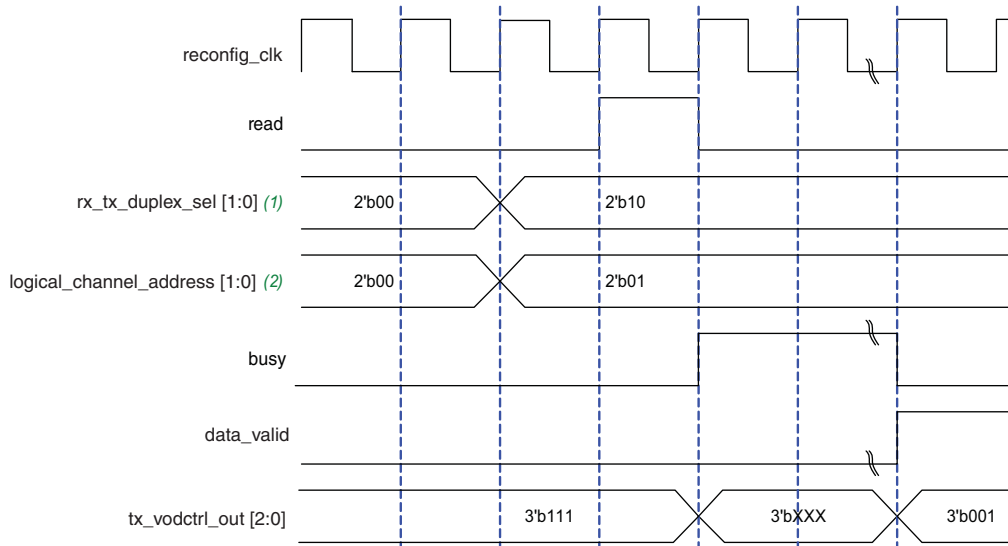 reconfig_clk
read
rx_tx_duplex_sel [1:0] (1) 2'b00 2'b10
logical_channel_address [1:0] (2) 2'b00 2'b01
busy
data_valid
tx_vodctrl_out [2:0] 3'b111 3'bXXX 3'b001